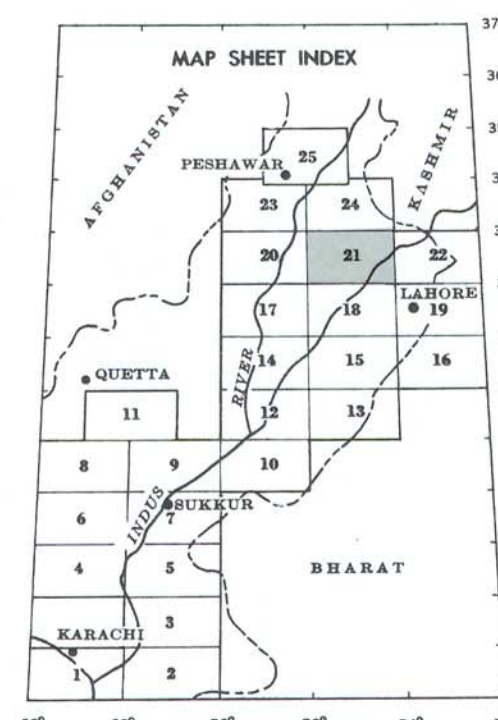 MAP SHEET INDEX
AFGHANISTAN
KASHMIR
PESHAWAR
25
23
24
20
21
22
LAHORE
17
18
19
RIVER
14
15
16
QUETTA
11
12
13
8
9
10
INDUS
SUKKUR
6
7
4
5
BHARAT
3
KARACHI
1
2